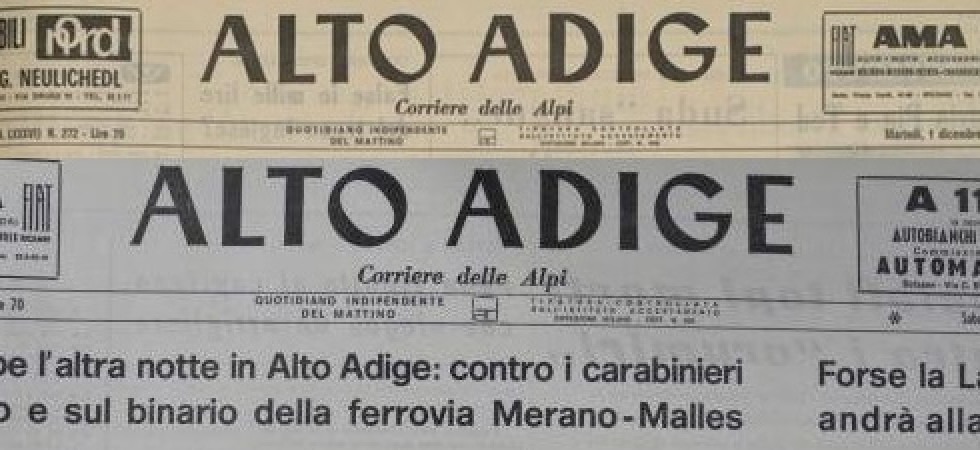 BILI nord
G. NEULICHEDL
ALTO ADIGE
Corriere delle Alpi
FIAT AMA
N. 272 - Lire 70
QUOTIDIANO INDIPENDENTE
DEL MATTINO
Martedì, 1 dicembre
FIAT
ALTO ADIGE
Corriere delle Alpi
A 11
AUTOBIANCHI
AUTOMA
70
QUOTIDIANO INDIPENDENTE
DEL MATTINO
pe l'altra notte in Alto Adige: contro i carabinieri
o e sul binario della ferrovia Merano-Malles
Forse la La
andrà alla